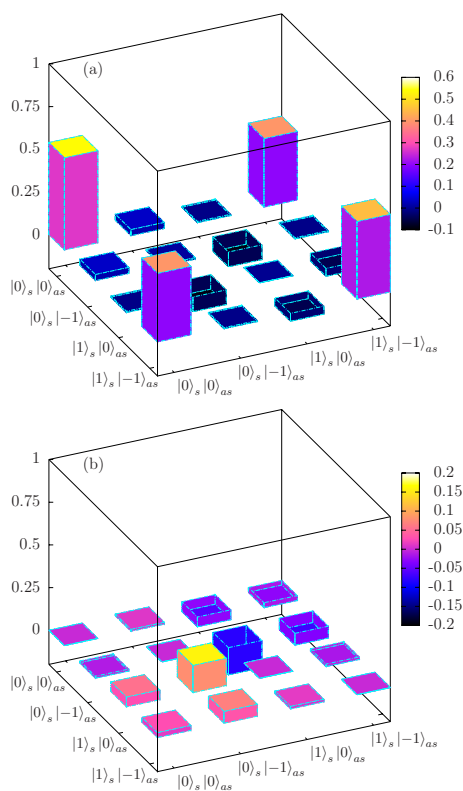 (a)
1
0.75
0.5
0.25
0
0.6
0.5
0.4
0.3
0.2
0.1
0
-0.1
|0⟩ₛ|0⟩ₐₛ
|0⟩ₛ|−1⟩ₐₛ
|1⟩ₛ|0⟩ₐₛ
|1⟩ₛ|−1⟩ₐₛ
|0⟩ₛ|0⟩ₐₛ
|0⟩ₛ|−1⟩ₐₛ
|1⟩ₛ|0⟩ₐₛ
|1⟩ₛ|−1⟩ₐₛ
(b)
1
0.75
0.5
0.25
0
0.2
0.15
0.1
0.05
0
-0.05
-0.1
-0.15
-0.2
|0⟩ₛ|0⟩ₐₛ
|0⟩ₛ|−1⟩ₐₛ
|1⟩ₛ|0⟩ₐₛ
|1⟩ₛ|−1⟩ₐₛ
|0⟩ₛ|0⟩ₐₛ
|0⟩ₛ|−1⟩ₐₛ
|1⟩ₛ|0⟩ₐₛ
|1⟩ₛ|−1⟩ₐₛ